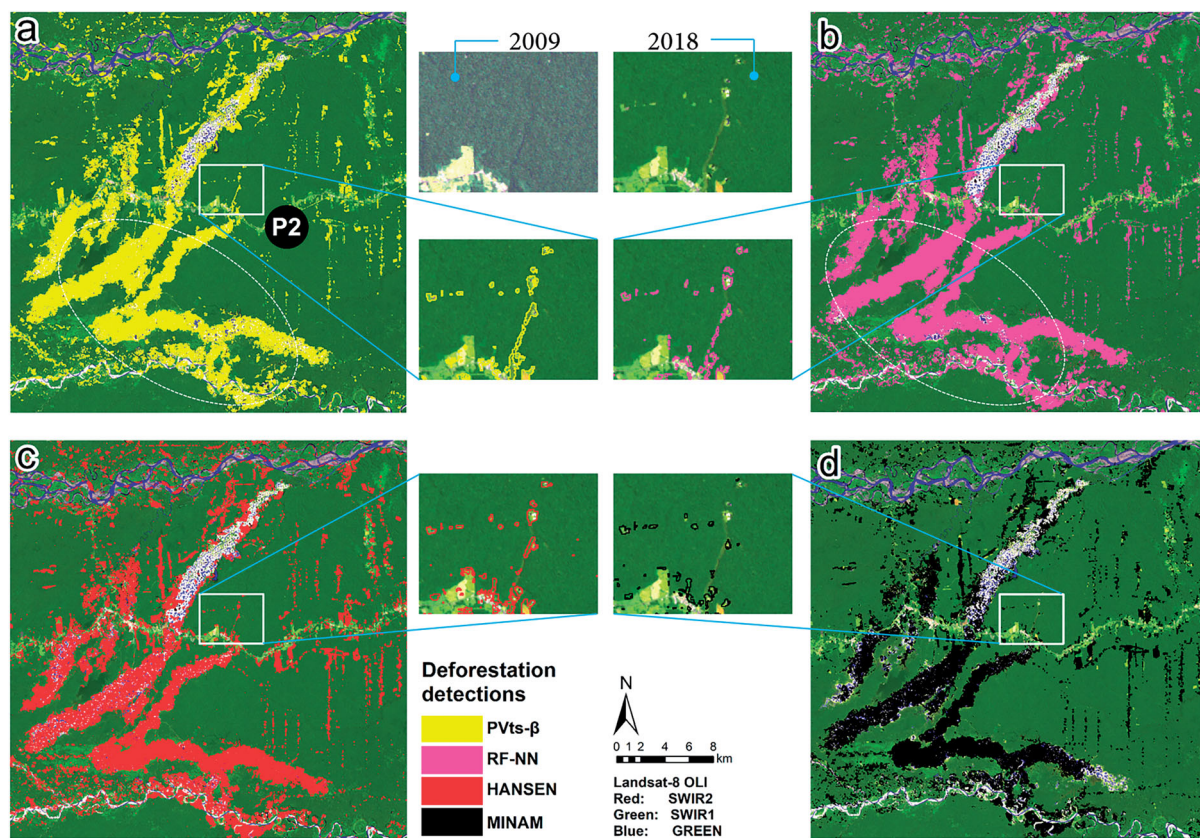 a
2009
2018
b
P2
c
d
Deforestation
detections
PVts-β
RF-NN
HANSEN
MINAM
N
0 1 2 4 6 8
km
Landsat-8 OLI
Red: SWIR2
Green: SWIR1
Blue: GREEN